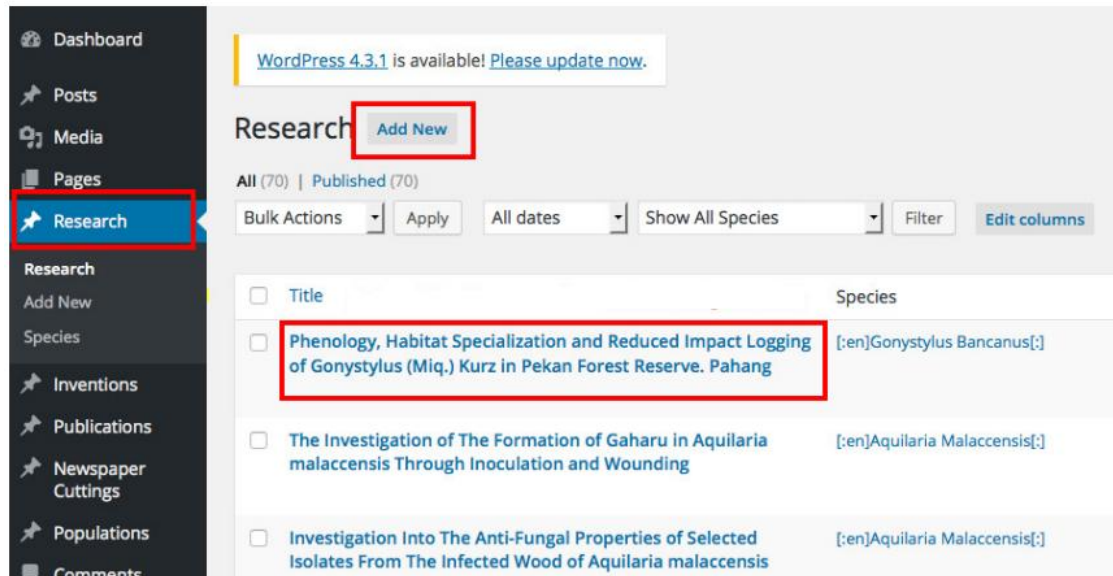 Dashboard
Posts
Media
Pages
Research
Research
Add New
Species
Inventions
Publications
Newspaper
Cuttings
Populations
Comments
WordPress 4.3.1 is available! Please update now.
Research Add New
All (70) | Published (70)
Bulk Actions Apply All dates Show All Species Filter Edit columns
Title Species
Phenology, Habitat Specialization and Reduced Impact Logging [:en]Gonystylus Bancanus[:]
of Gonystylus (Miq.) Kurz in Pekan Forest Reserve. Pahang
The Investigation of The Formation of Gaharu in Aquilaria [:en]Aquilaria Malaccensis[:]
malaccensis Through Inoculation and Wounding
Investigation Into The Anti-Fungal Properties of Selected [:en]Aquilaria Malaccensis[:]
Isolates From The Infected Wood of Aquilaria malaccensis